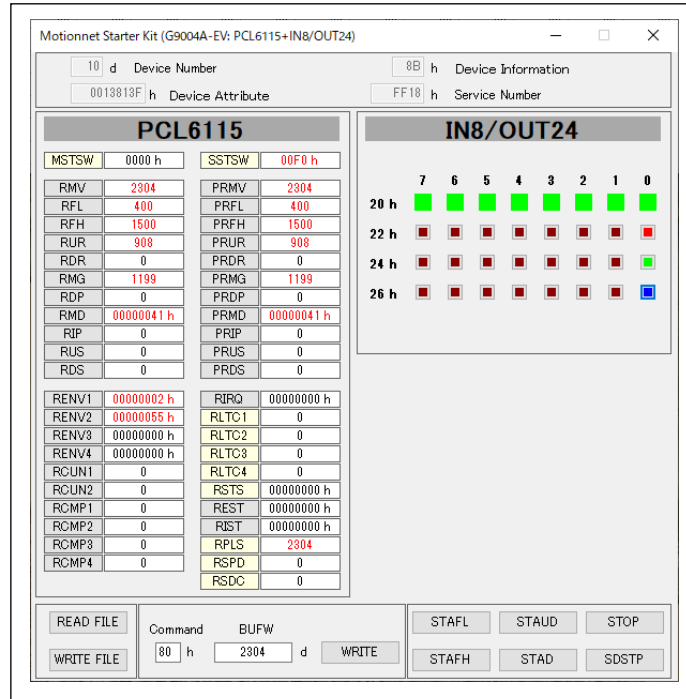 Motionnet Starter Kit (G9004A-EV: PCL6115+IN8/OUT24)
10 d Device Number 8B h Device Information
0013813F h Device Attribute FF18 h Service Number
PCL6115
MSTSW 0000 h SSTSW 00F0 h
RMV 2304 PRMV 2304
RFL 400 PRFL 400
RFH 1500 PRFH 1500
RUR 908 PRUR 908
RDR 0 PRDR 0
RMG 1199 PRMG 1199
RDP 0 PRDP 0
RMD 00000041 h PRMD 00000041 h
RIP 0 PRIP 0
RUS 0 PRUS 0
RDS 0 PRDS 0
RENV1 00000002 h RIRQ 00000000 h
RENV2 00000055 h RLTC1 0
RENV3 00000000 h RLTC2 0
RENV4 00000000 h RLTC3 0
RCUN1 0 RLTC4 0
RCUN2 0 RSTS 00000000 h
RCMP1 0 REST 00000000 h
RCMP2 0 RIST 00000000 h
RCMP3 0 RPLS 2304
RCMP4 0 RSPD 0
RSDC 0
IN8/OUT24
7 6 5 4 3 2 1 0
20 h
22 h
24 h
26 h
READ FILE
WRITE FILE
Command BUFW
80 h 2304 d WRITE
STAFL STAUD STOP
STAFH STAD SDSTP